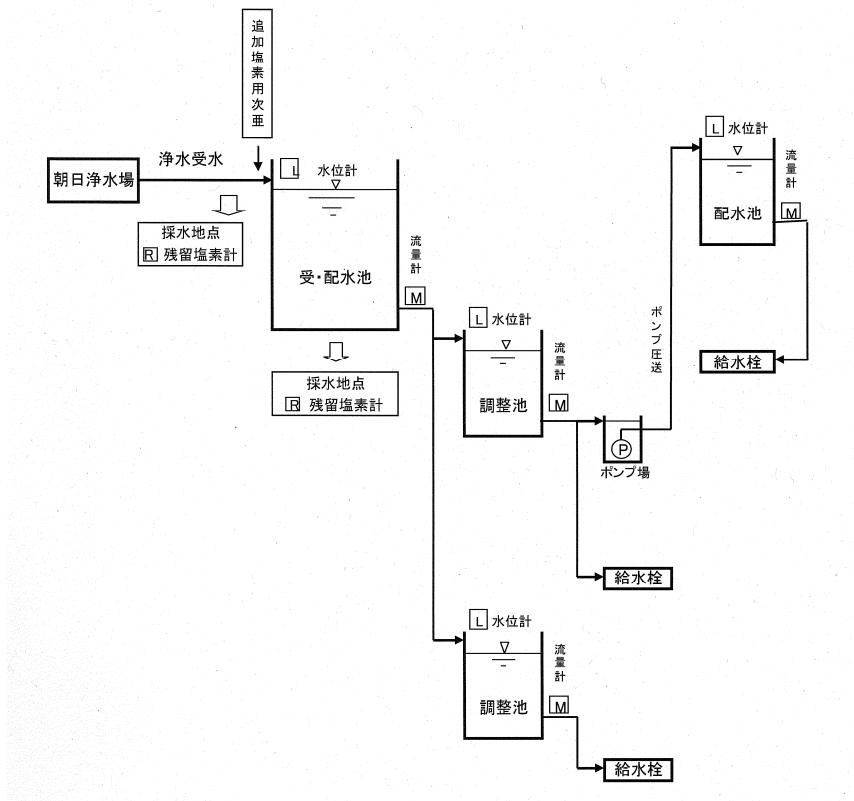 追加塩素用次亜
浄水受水
朝日浄水場
L 水位計
採水地点
R 残留塩素計
受・配水池
流量計
M
採水地点
R 残留塩素計
L 水位計
調整池
流量計
M
P
ポンプ場
ポンプ圧送
L 水位計
配水池
流量計
M
給水栓
給水栓
L 水位計
調整池
流量計
M
給水栓